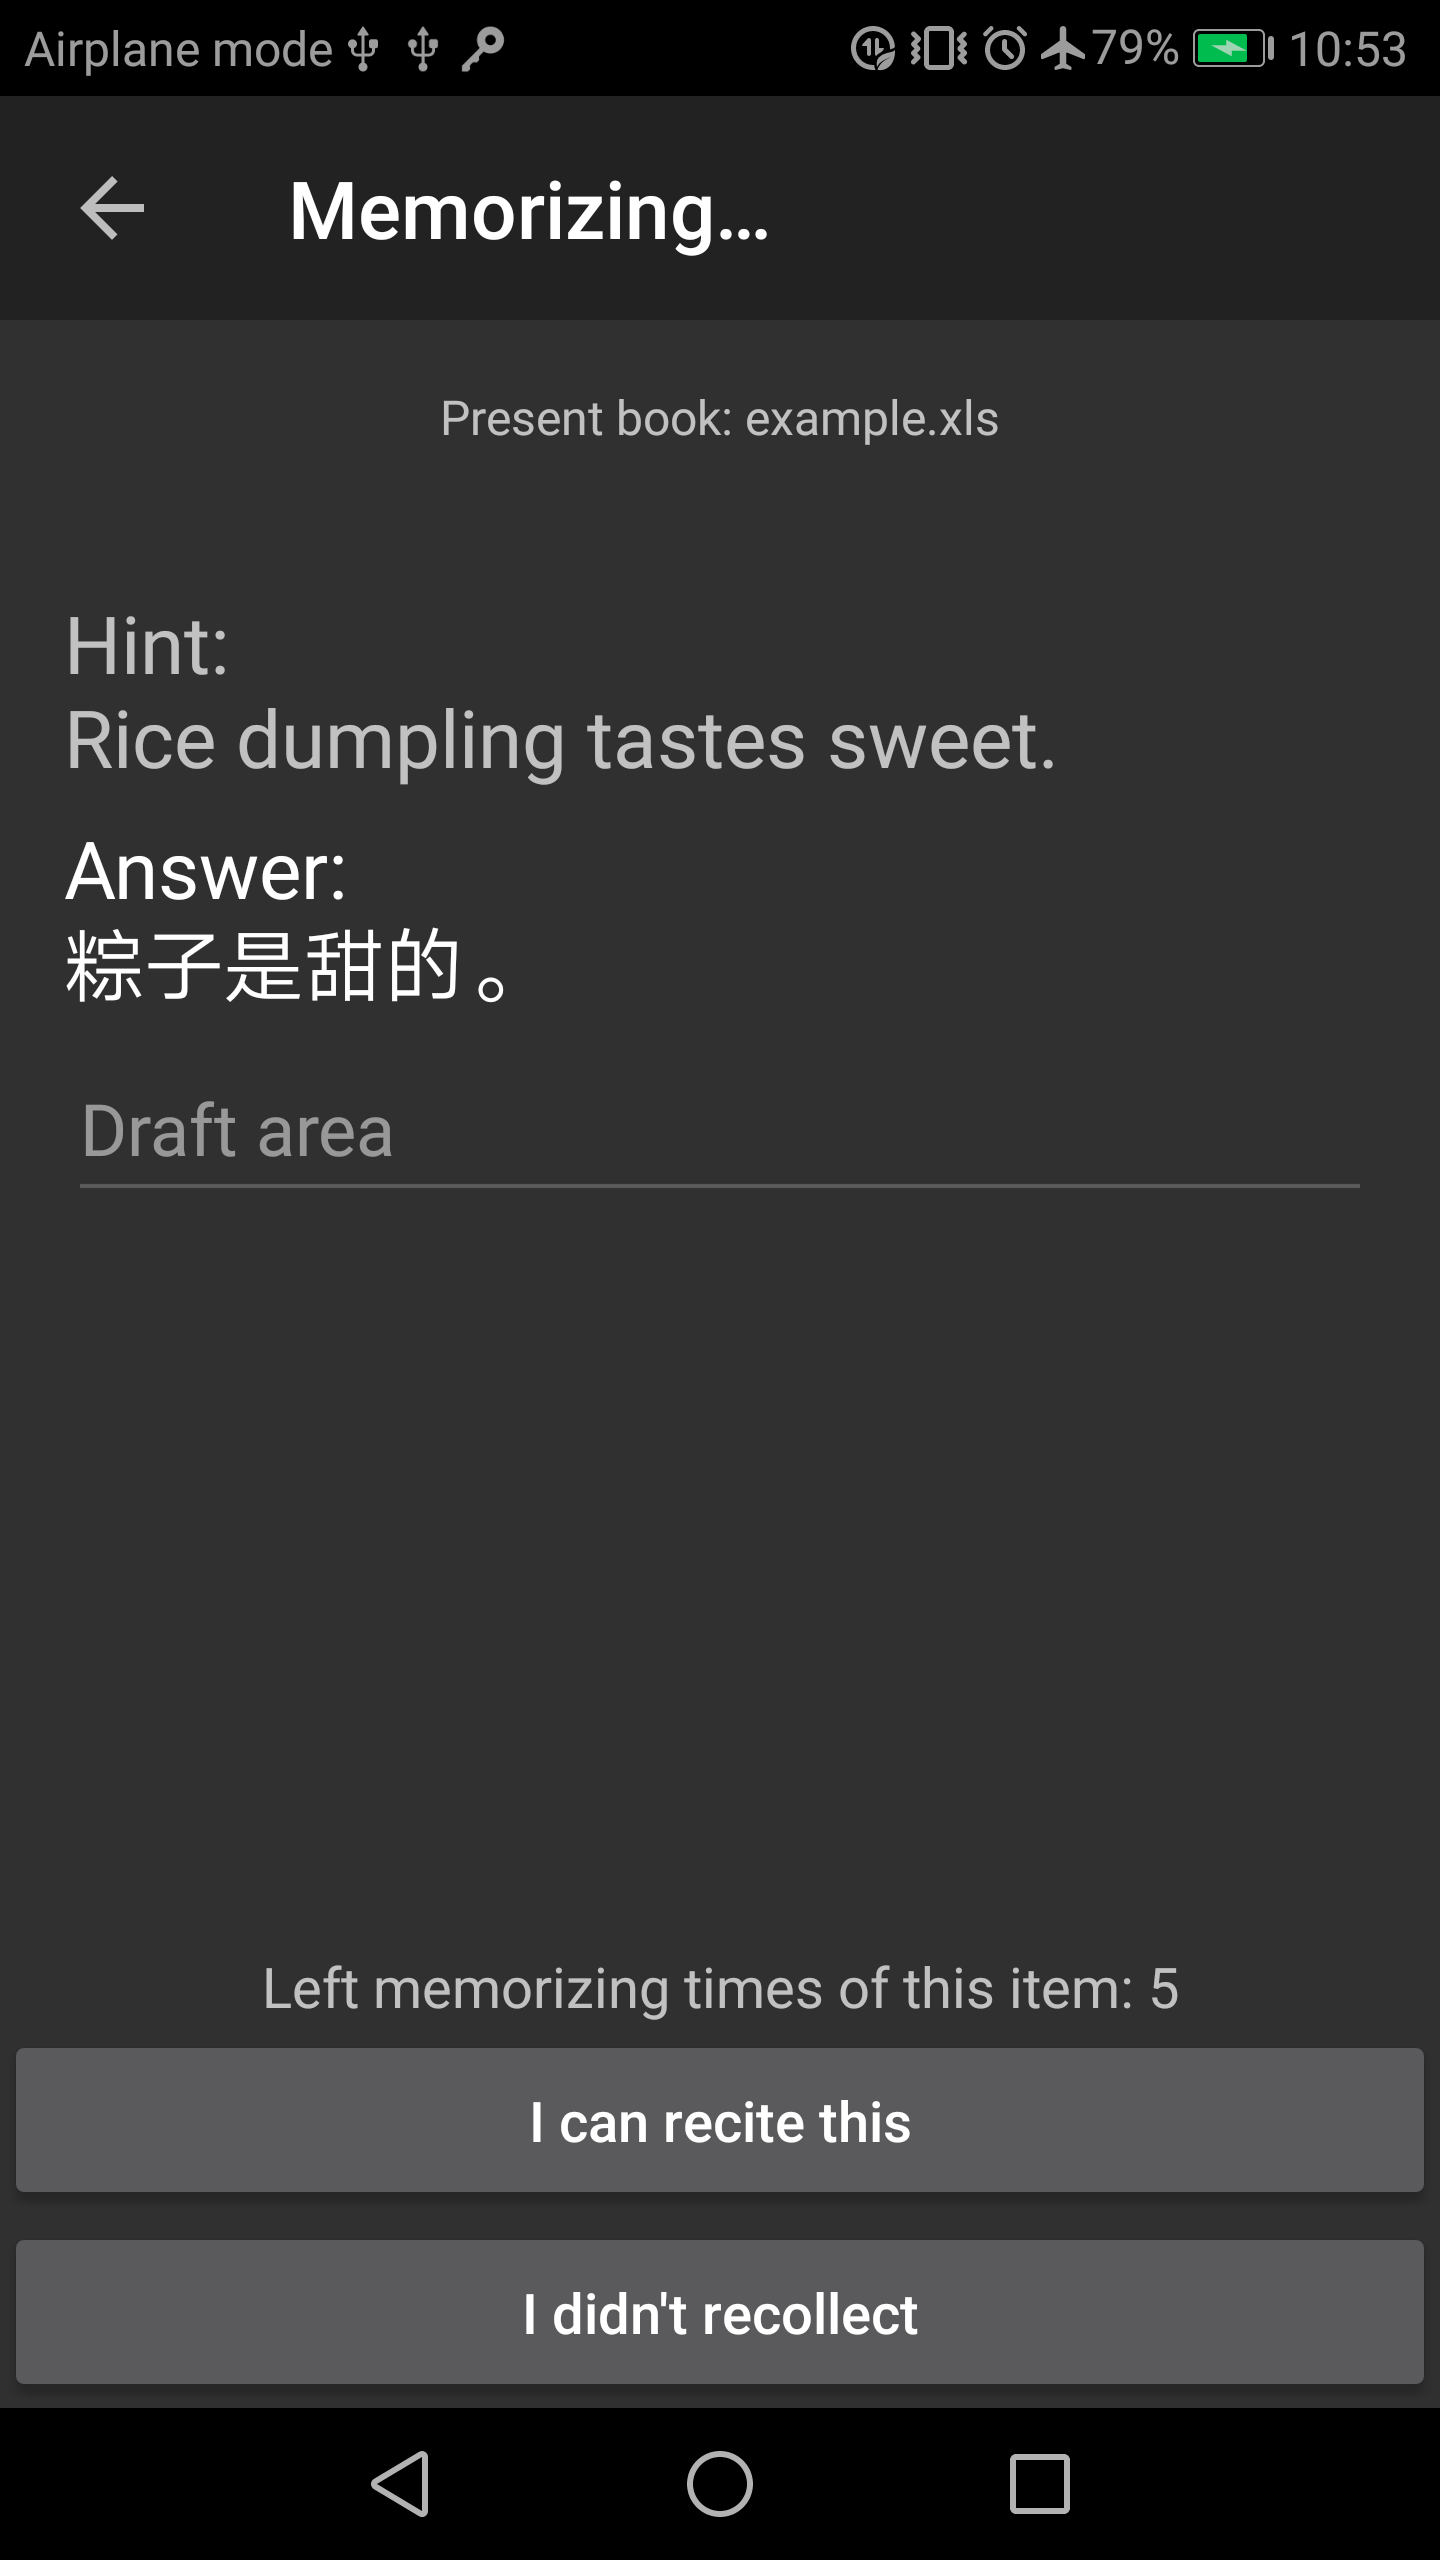 Airplane mode 79% 10:53
Memorizing...
Present book: example.xls
Hint:
Rice dumpling tastes sweet.
Answer:
粽子是甜的。
Draft area
Left memorizing times of this item: 5
I can recite this
I didn't recollect